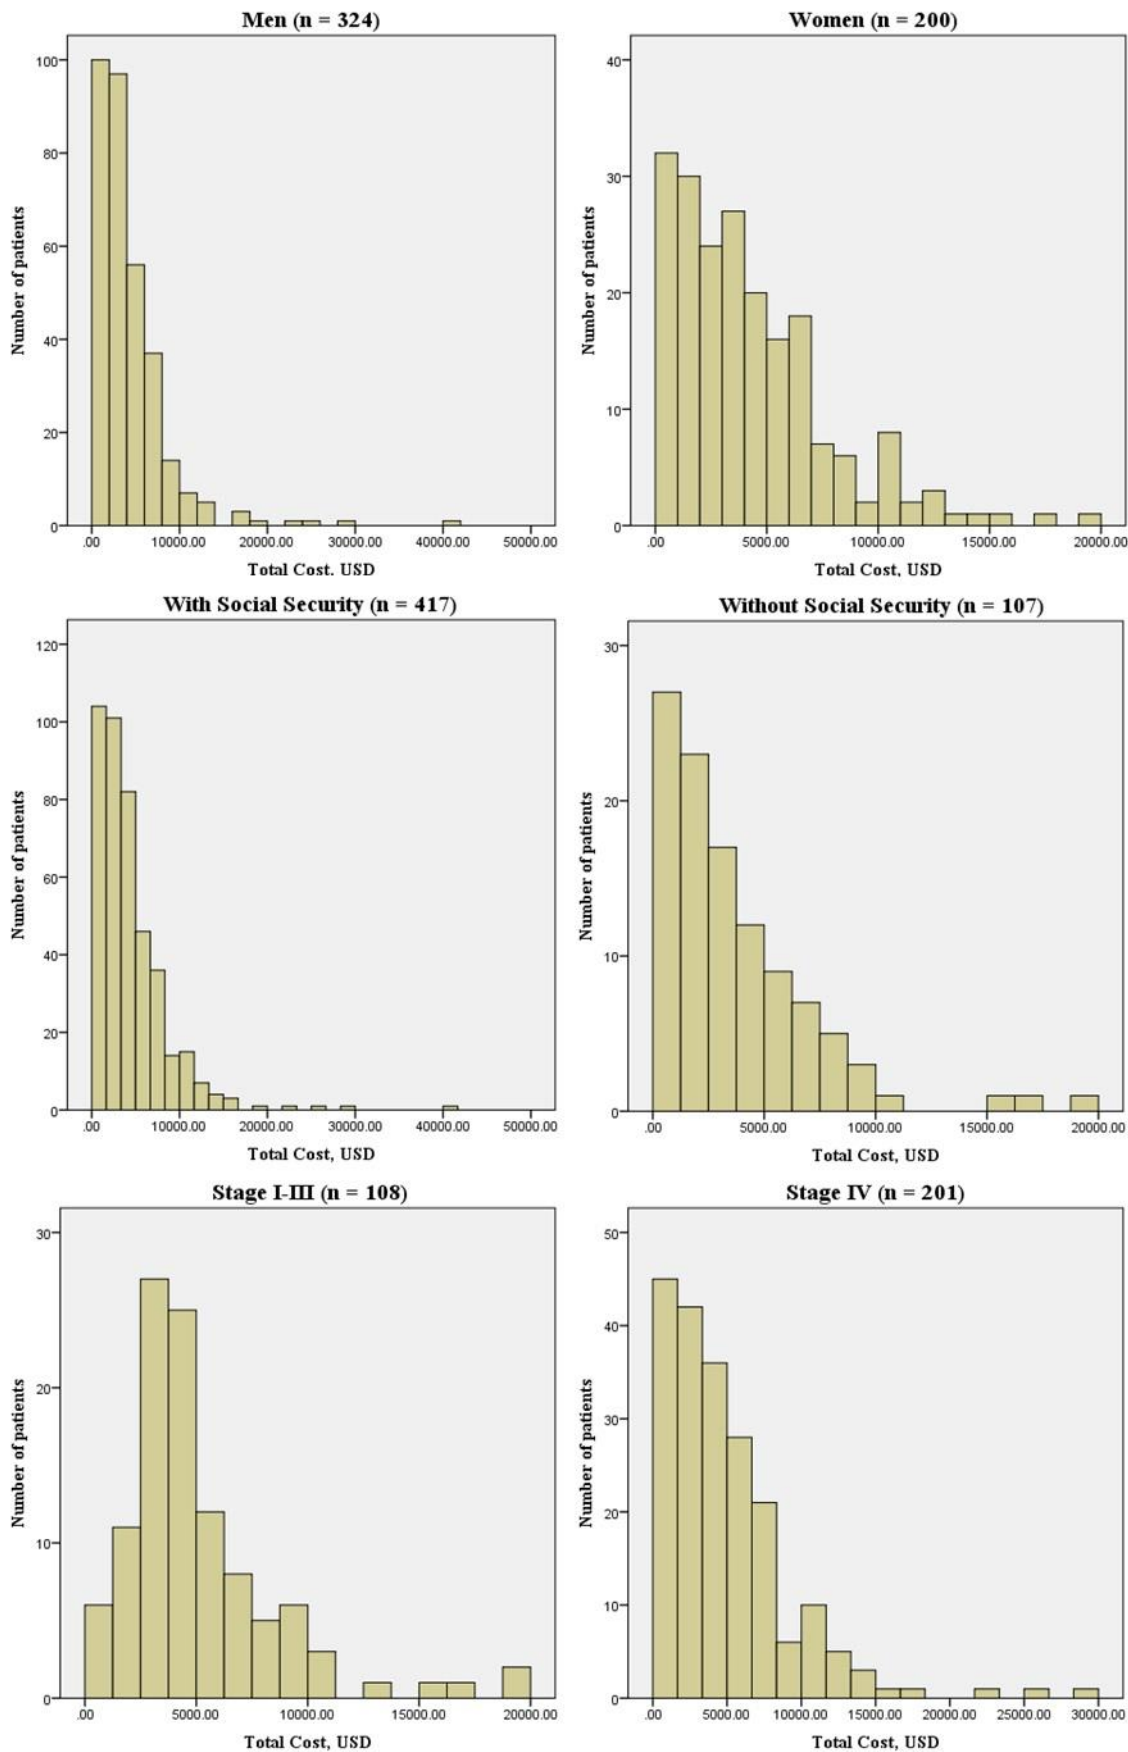 Men (n = 324)
100
80
60
40
20
0
Number of patients
.00 10000.00 20000.00 30000.00 40000.00 50000.00
Total Cost. USD
Women (n = 200)
40
30
20
10
0
Number of patients
.00 5000.00 10000.00 15000.00 20000.00
Total Cost, USD
With Social Security (n = 417)
120
100
80
60
40
20
0
Number of patients
.00 10000.00 20000.00 30000.00 40000.00 50000.00
Total Cost, USD
Without Social Security (n = 107)
30
20
10
0
Number of patients
.00 5000.00 10000.00 15000.00 20000.00
Total Cost, USD
Stage I-III (n = 108)
30
20
10
0
Number of patients
.00 5000.00 10000.00 15000.00 20000.00
Total Cost, USD
Stage IV (n = 201)
50
40
30
20
10
0
Number of patients
.00 5000.00 10000.00 15000.00 20000.00 25000.00 30000.00
Total Cost, USD